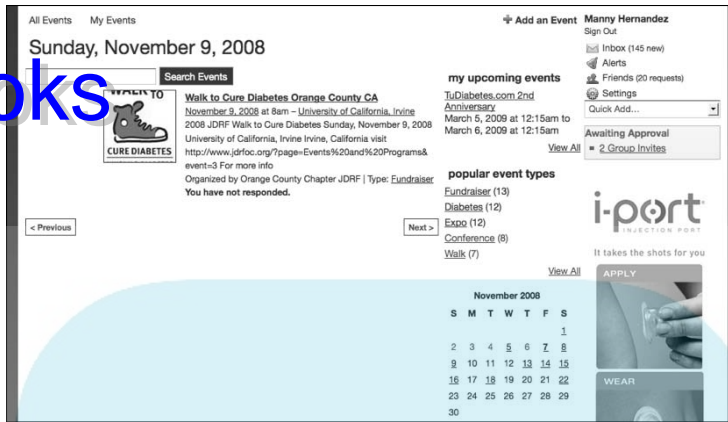 All Events My Events
Sunday, November 9, 2008
Search Events
oks
WALK TO
CURE DIABETES
Walk to Cure Diabetes Orange County CA
November 9, 2008 at 8am – University of California, Irvine
2008 JDRF Walk to Cure Diabetes Sunday, November 9, 2008
University of California, Irvine Irvine, California visit
http://www.jdrfoc.org/?page=Events%20and%20Programs&
event=3 For more info
Organized by Orange County Chapter JDRF | Type: Fundraiser
You have not responded.
< Previous
Next >
Add an Event
my upcoming events
TuDiabetes.com 2nd
Anniversary
March 5, 2009 at 12:15am to
March 6, 2009 at 12:15am
View All
popular event types
Fundraiser (13)
Diabetes (12)
Expo (12)
Conference (8)
Walk (7)
View All
November 2008
S M T W T F S
1
2 3 4 5 6 7 8
9 10 11 12 13 14 15
16 17 18 19 20 21 22
23 24 25 26 27 28 29
30
Manny Hernandez
Sign Out
Inbox (145 new)
Alerts
Friends (20 requests)
Settings
Quick Add...
Awaiting Approval
2 Group Invites
i-port
INJECTION PORT
It takes the shots for you
APPLY
WEAR